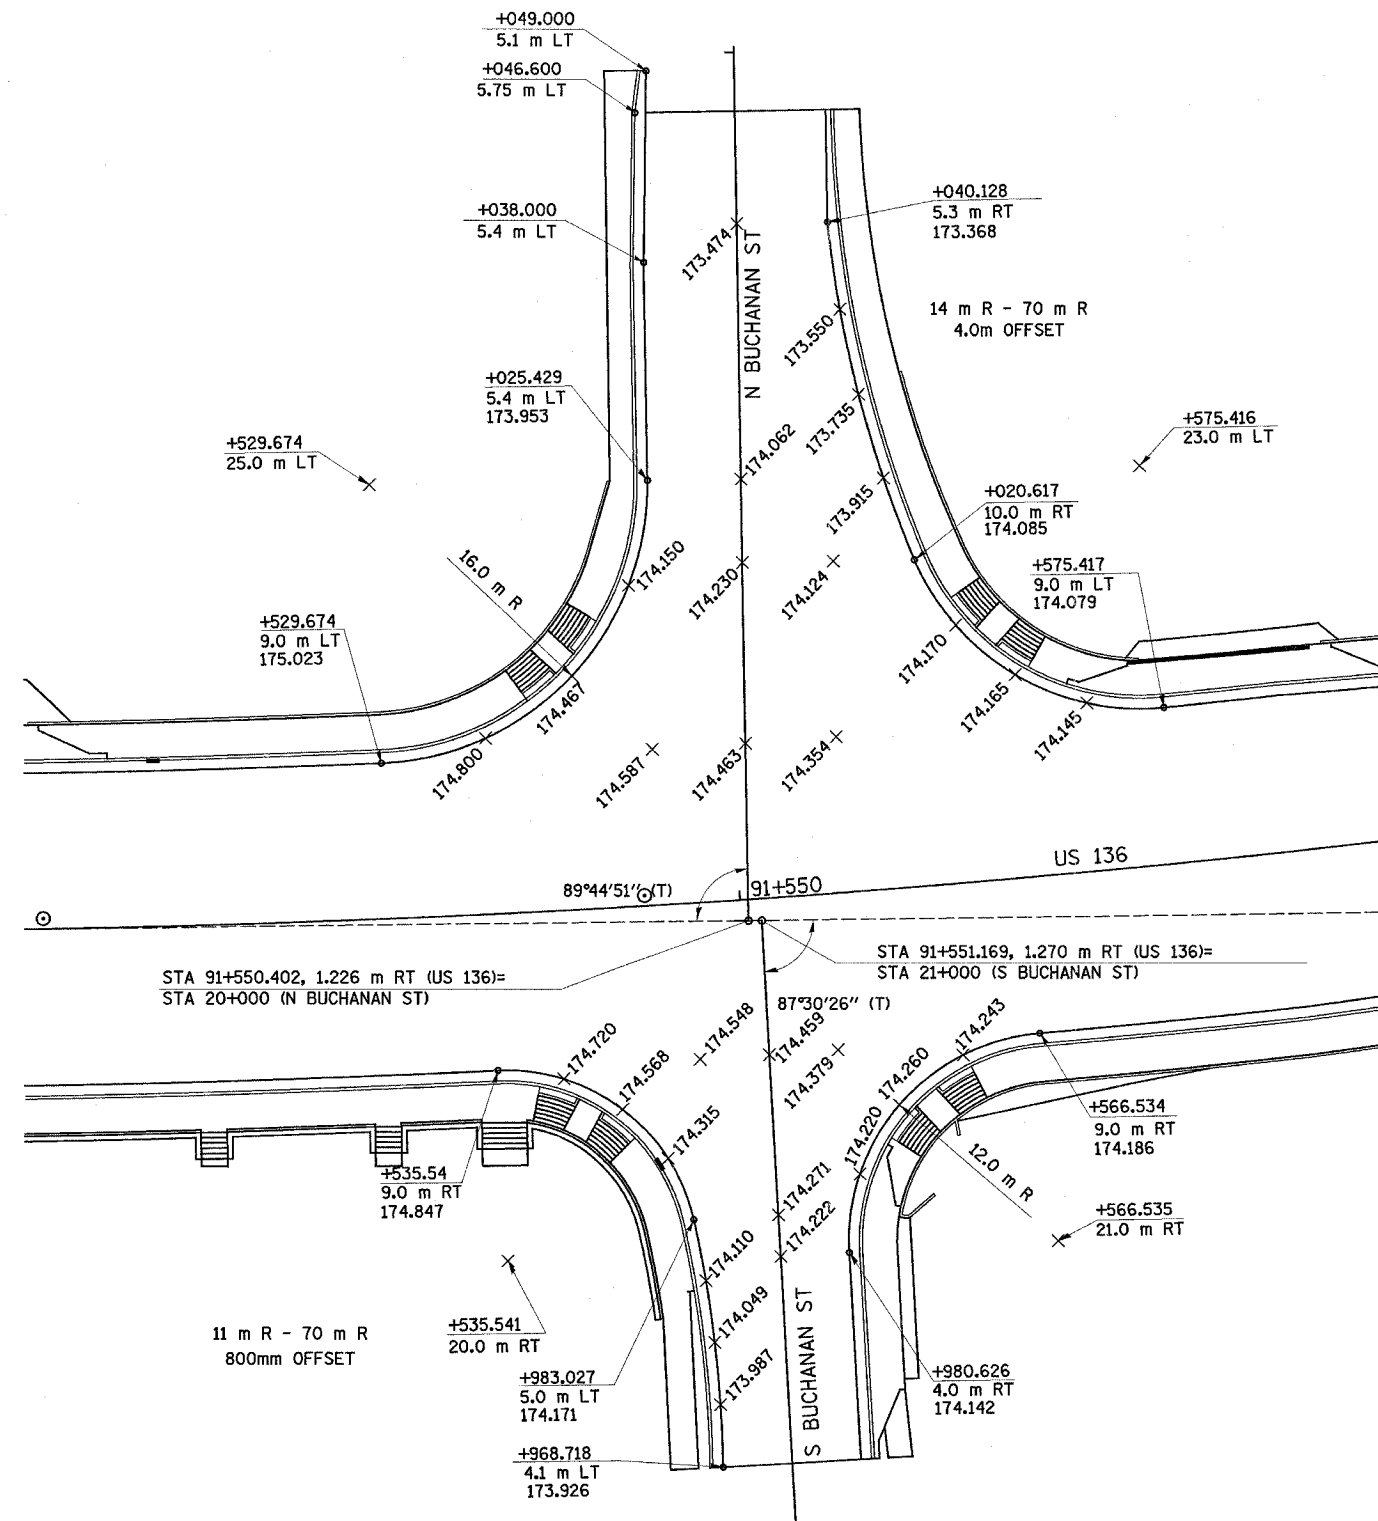 +049.000
5.1 m LT
+046.600
5.75 m LT
+038.000
5.4 m LT
+040.128
5.3 m RT
173.368
173.474
N BUCHANAN ST
14 m R - 70 m R
4.0m OFFSET
173.550
+025.429
5.4 m LT
173.953
173.735
+529.674
25.0 m LT
+575.416
23.0 m LT
174.062
173.915
+020.617
10.0 m RT
174.085
16.0 m R
174.150
174.230
174.124
+575.417
9.0 m LT
174.079
+529.674
9.0 m LT
175.023
174.170
174.467
174.165
174.145
174.800
174.587
174.463
174.354
US 136
89°44'51" (T)
91+550
STA 91+550.402, 1.226 m RT (US 136)=
STA 20+000 (N BUCHANAN ST)
STA 91+551.169, 1.270 m RT (US 136)=
STA 21+000 (S BUCHANAN ST)
87°30'26" (T)
174.720
174.548
174.459
174.243
174.568
174.379
174.260
174.315
174.220
+566.534
9.0 m RT
174.186
+535.54
9.0 m RT
174.847
12.0 m R
174.271
174.222
+566.535
21.0 m RT
174.110
11 m R - 70 m R
800mm OFFSET
+535.541
20.0 m RT
174.049
S BUCHANAN ST
+983.027
5.0 m LT
174.171
173.987
+980.626
4.0 m RT
174.142
+968.718
4.1 m LT
173.926